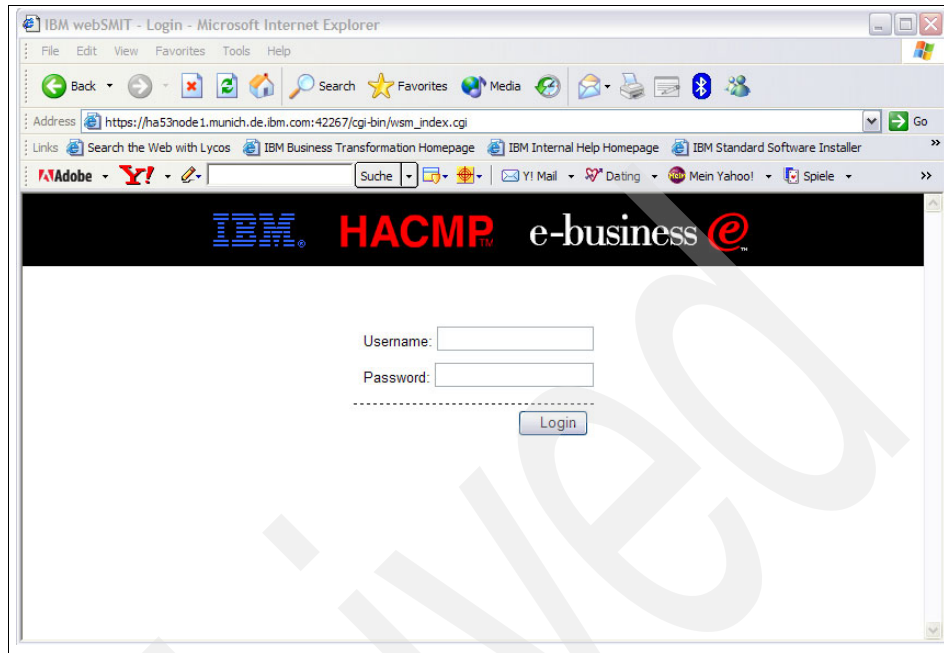 IBM webSMIT - Login - Microsoft Internet Explorer
File Edit View Favorites Tools Help
Back Search Favorites Media
Address https://ha53node1.munich.de.ibm.com:42267/cgi-bin/wsm_index.cgi Go
Links Search the Web with Lycos IBM Business Transformation Homepage IBM Internal Help Homepage IBM Standard Software Installer »
Adobe Y! Suche Y! Mail Dating Mein Yahoo! Spiele »
IBM® HACMP™ e-business e™
Username:
Password:
Login